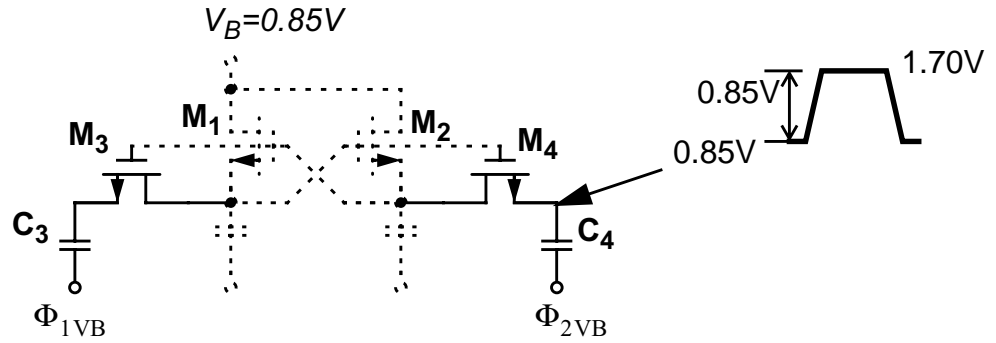 V_B=0.85V
1.70V
0.85V
M_1
M_2
M_3
M_4
0.85V
C_3
C_4
Φ_1VB
Φ_2VB